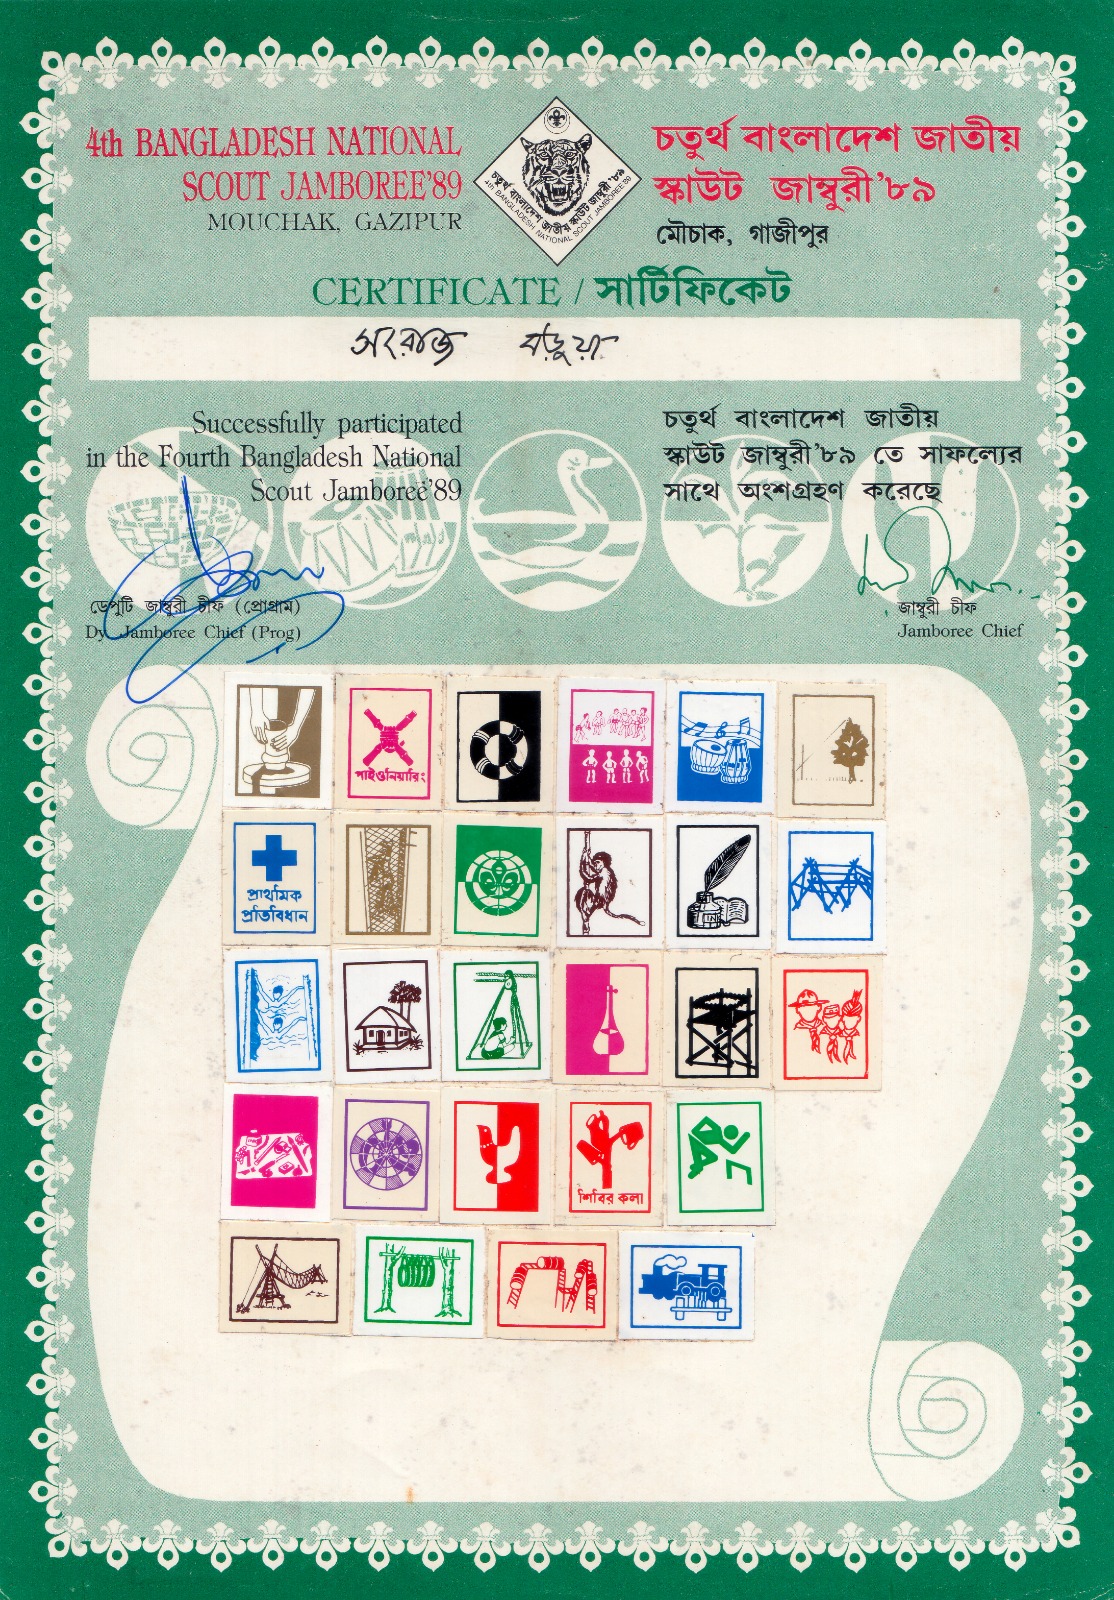 4th BANGLADESH NATIONAL
SCOUT JAMBOREE'89
MOUCHAK, GAZIPUR
চতুর্থ বাংলাদেশ জাতীয় স্কাউট জাম্বুরী '৮৯
4th BANGLADESH NATIONAL SCOUT JAMBOREE'89
চতুর্থ বাংলাদেশ জাতীয়
স্কাউট জাম্বুরী'৮৯
মৌচাক, গাজীপুর
CERTIFICATE / সার্টিফিকেট
সংরাজ বড়ুয়া
Successfully participated
in the Fourth Bangladesh National
Scout Jamboree'89
চতুর্থ বাংলাদেশ জাতীয়
স্কাউট জাম্বুরী'৮৯ তে সাফল্যের
সাথে অংশগ্রহণ করেছে
ডেপুটি জাম্বুরী চীফ (প্রোগ্রাম)
Dy. Jamboree Chief (Prog)
জাম্বুরী চীফ
Jamboree Chief
পাইওনিয়ারিং
প্রাথমিক
প্রতিবিধান
শিবির কলা